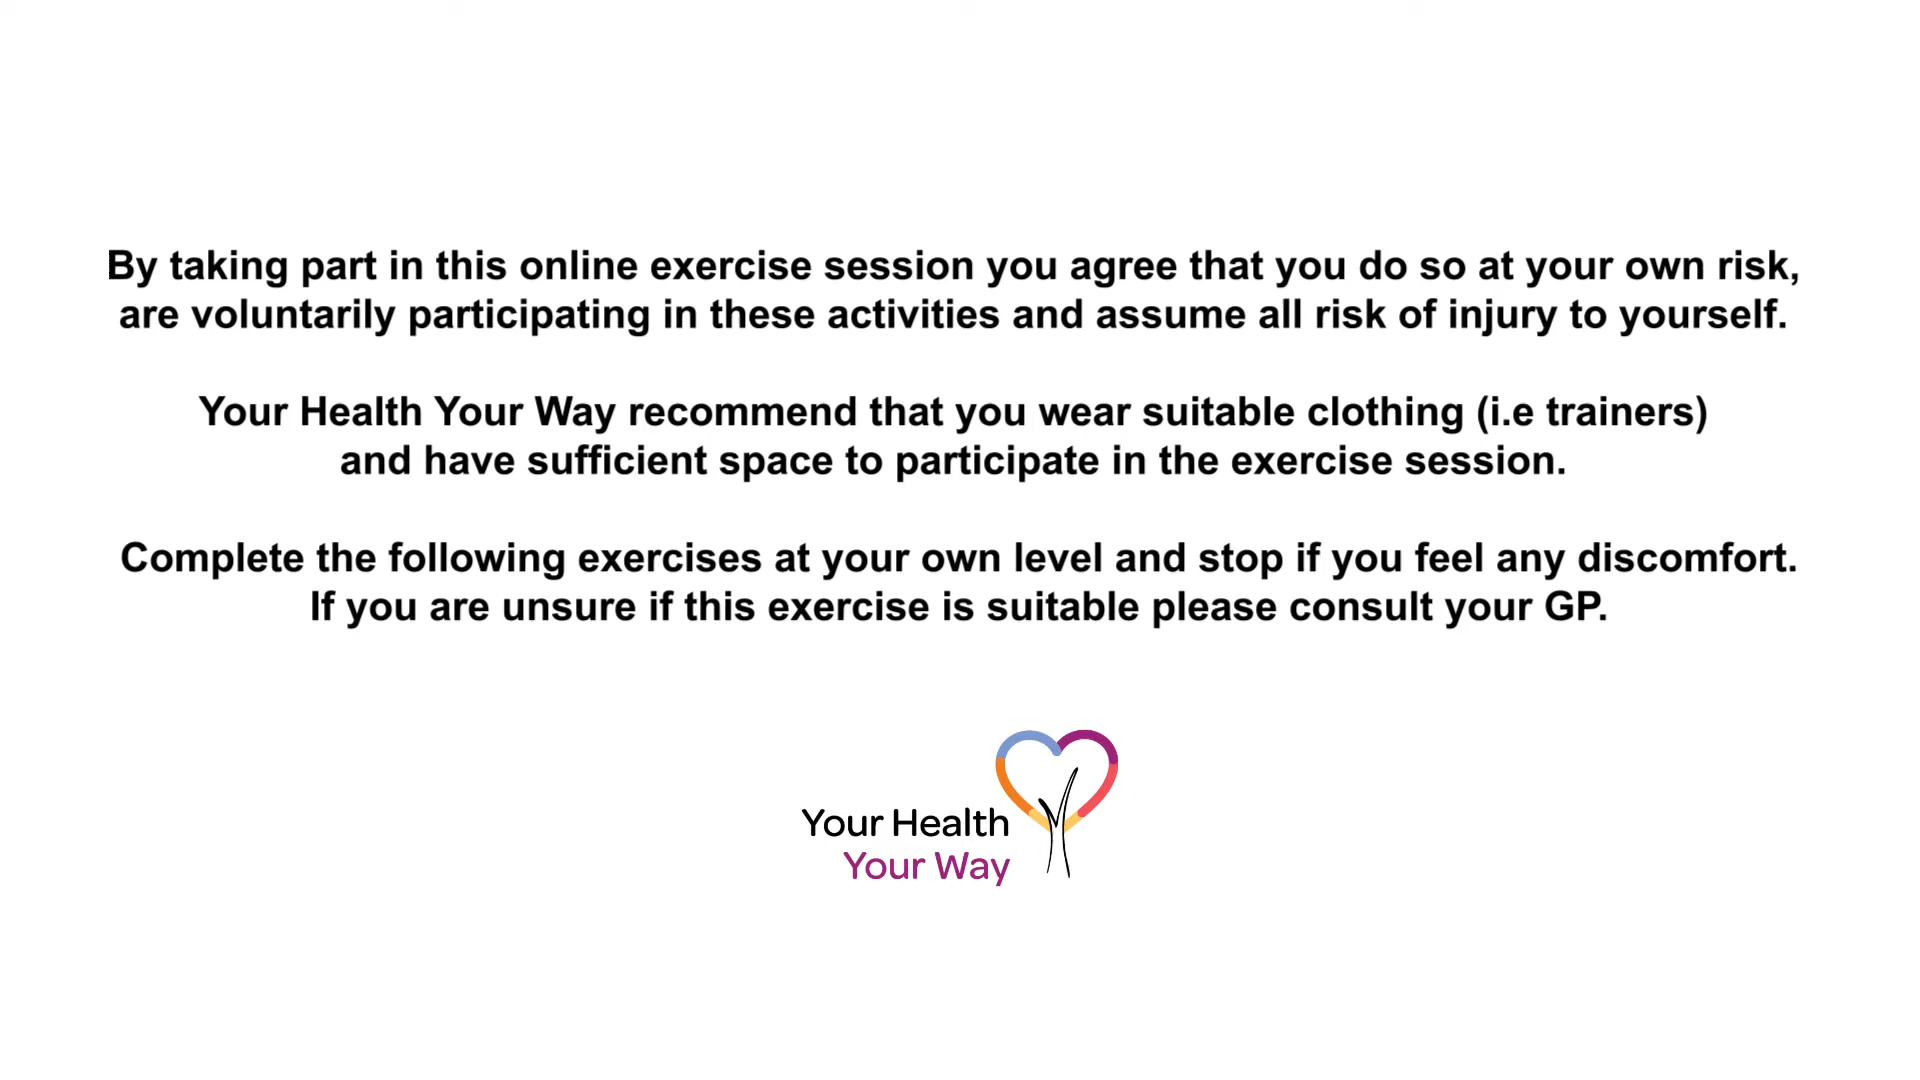 By taking part in this online exercise session you agree that you do so at your own risk,
are voluntarily participating in these activities and assume all risk of injury to yourself.
Your Health Your Way recommend that you wear suitable clothing (i.e trainers)
and have sufficient space to participate in the exercise session.
Complete the following exercises at your own level and stop if you feel any discomfort.
If you are unsure if this exercise is suitable please consult your GP.
Your Health
Your Way